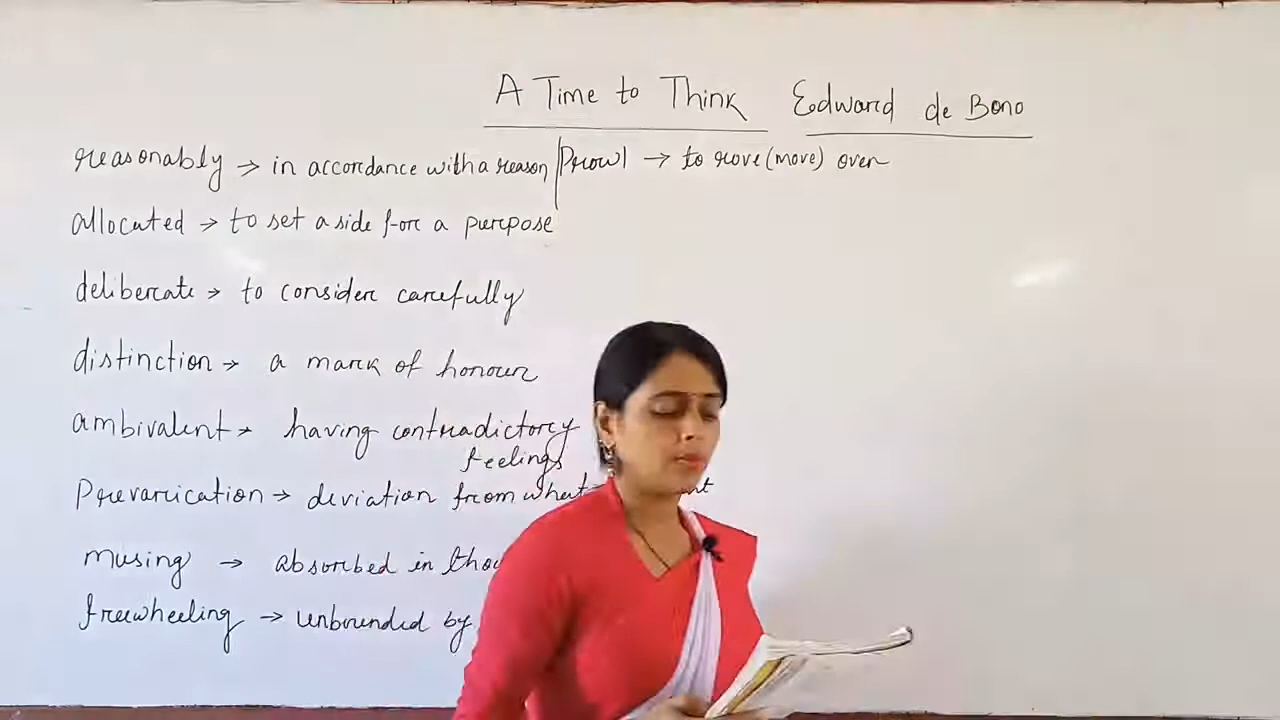 A Time to Think Edward de Bono
reasonably → in accordance with a reason | Prowl → to rove (move) over
allocated → to set aside for a purpose
deliberate → to consider carefully
distinction → a mark of honour
ambivalent → having contradictory
feelings
Prevarication → deviation from what
musing → absorbed in
freewheeling → unbounded by